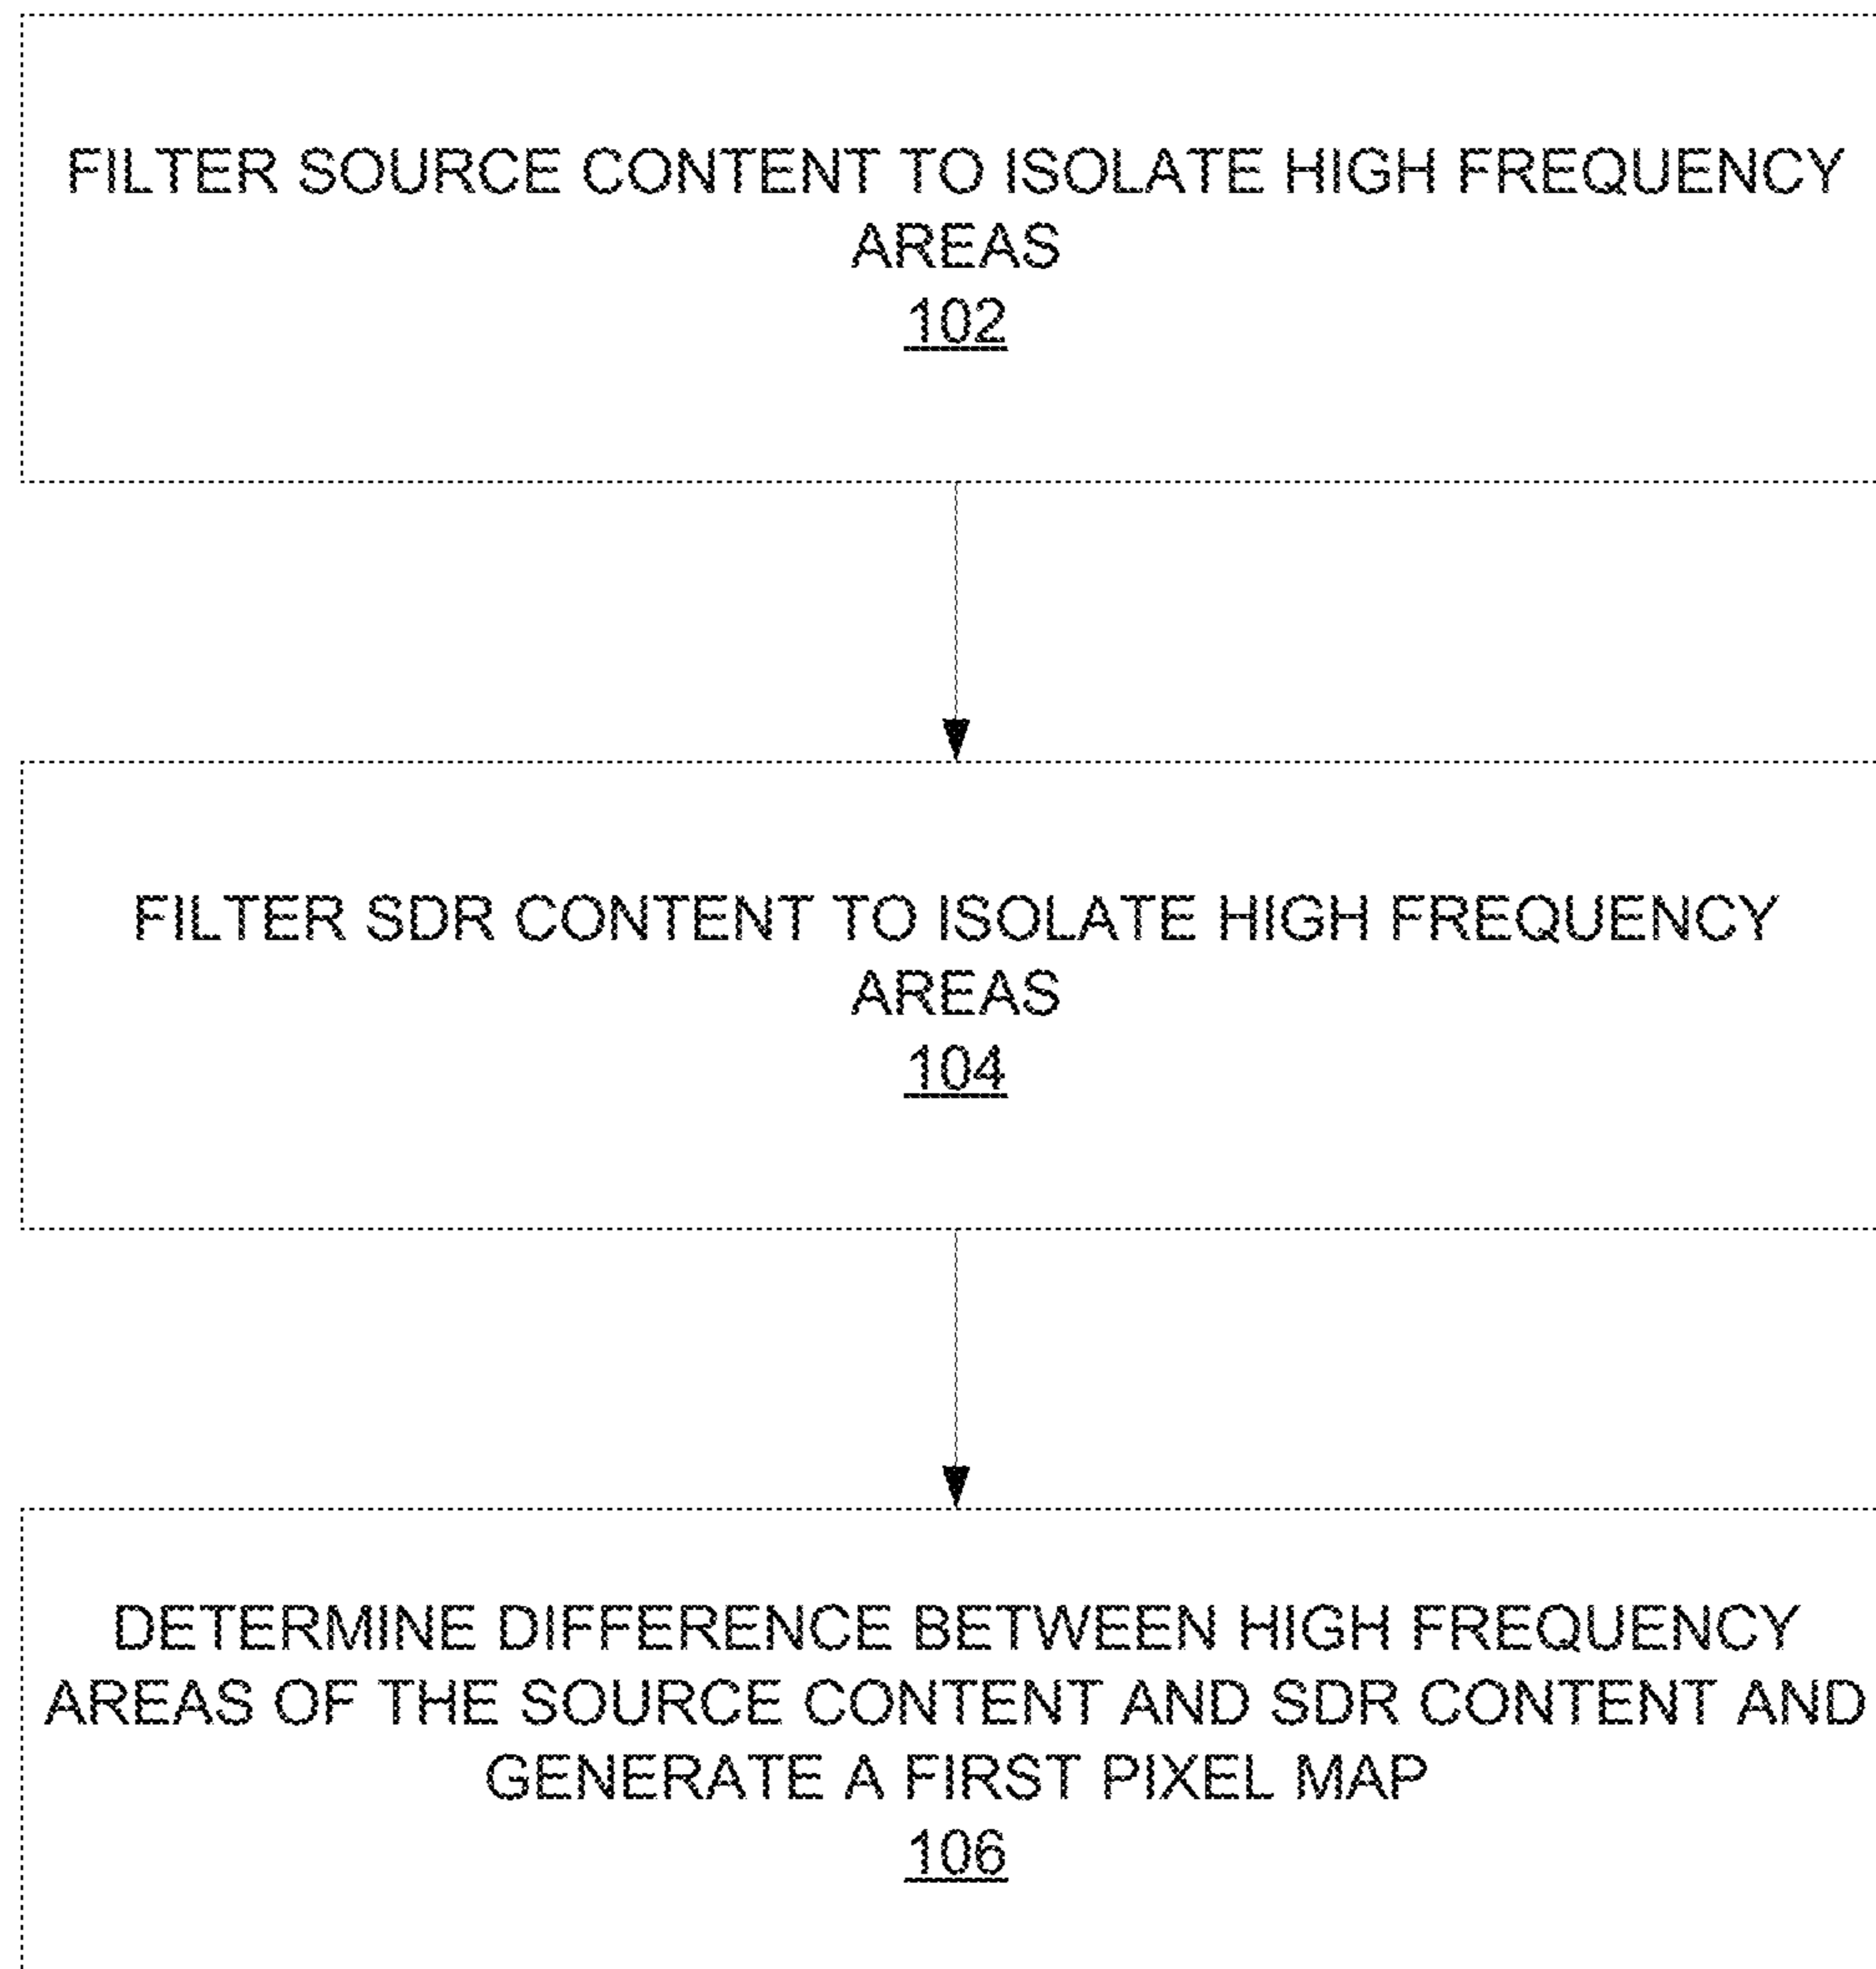 FILTER SOURCE CONTENT TO ISOLATE HIGH FREQUENCY
AREAS
102
FILTER SDR CONTENT TO ISOLATE HIGH FREQUENCY
AREAS
104
DETERMINE DIFFERENCE BETWEEN HIGH FREQUENCY
AREAS OF THE SOURCE CONTENT AND SDR CONTENT AND
GENERATE A FIRST PIXEL MAP
106